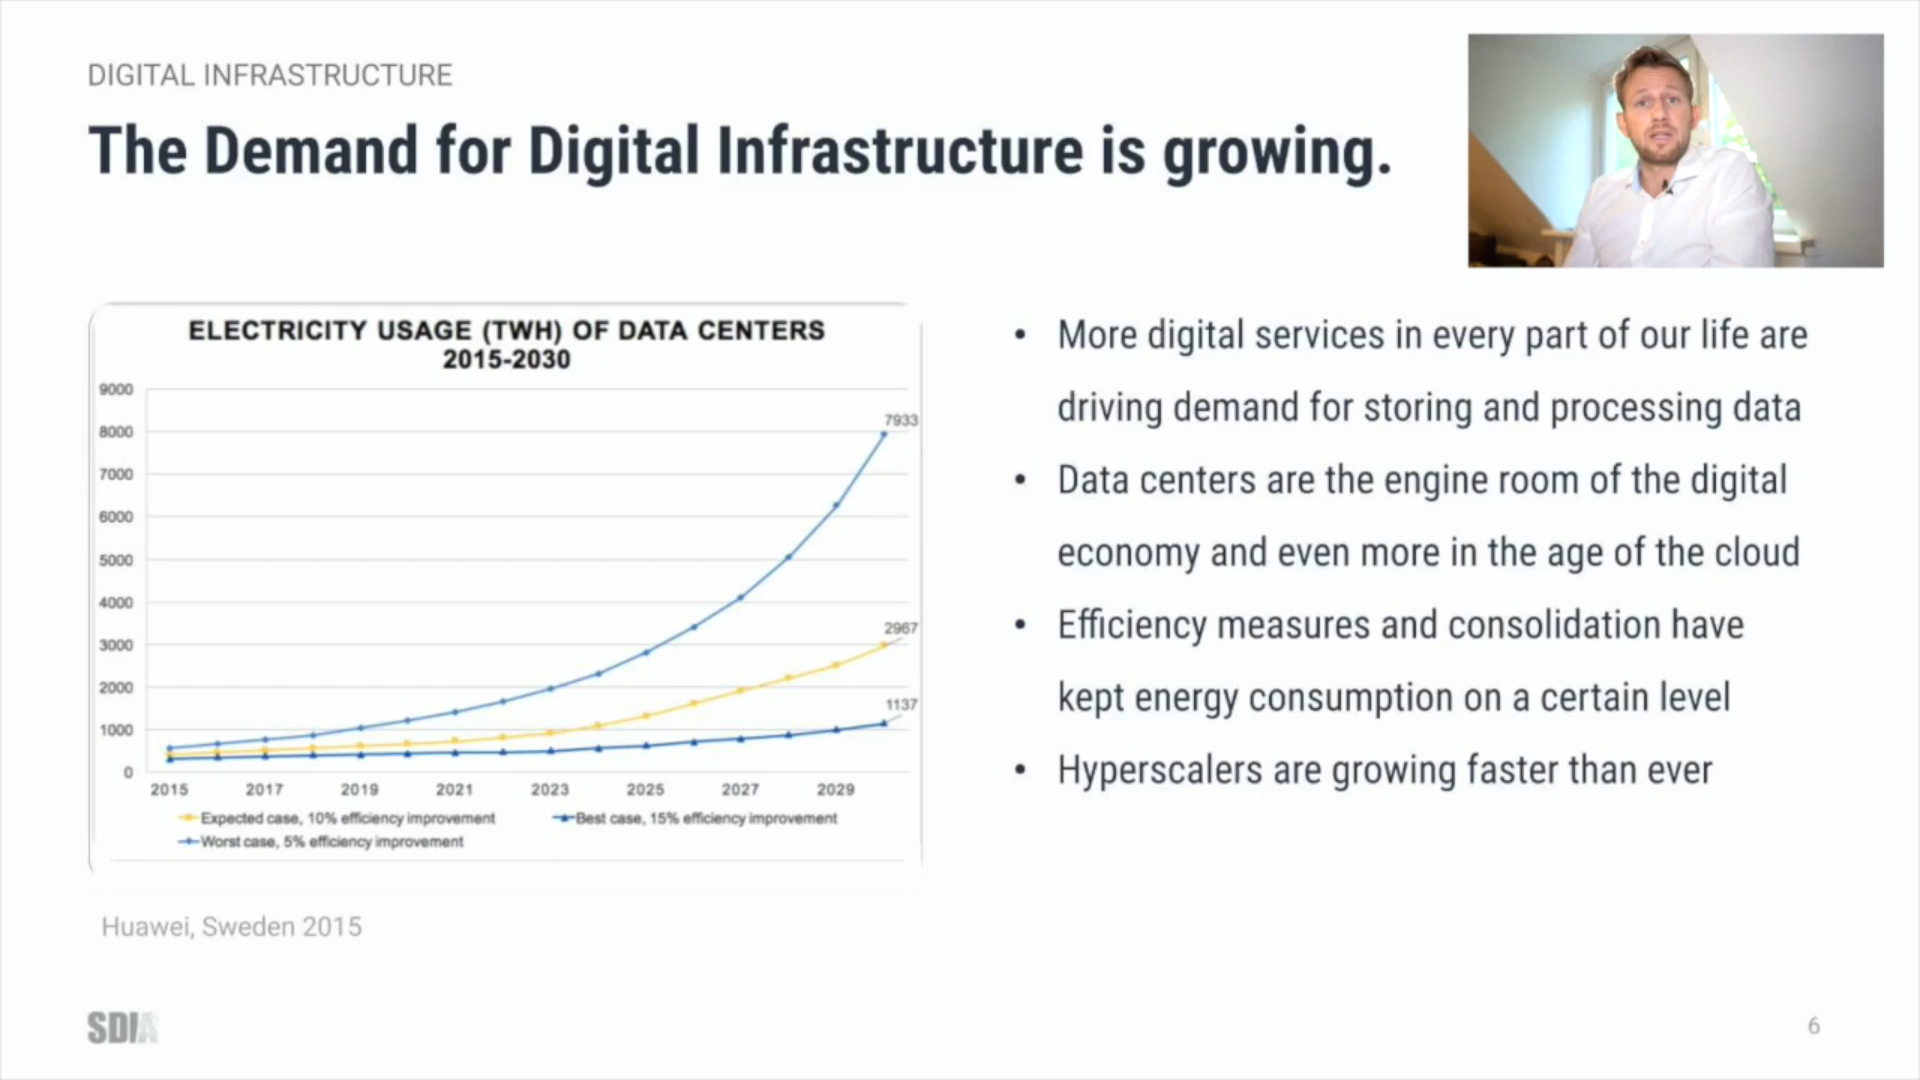 DIGITAL INFRASTRUCTURE
The Demand for Digital Infrastructure is growing.
ELECTRICITY USAGE (TWH) OF DATA CENTERS
2015-2030
9000
8000
7000
6000
5000
4000
3000
2000
1000
0
7933
2967
1137
2015 2017 2019 2021 2023 2025 2027 2029
Expected case, 10% efficiency improvement
Best case, 15% efficiency improvement
Worst case, 5% efficiency improvement
Huawei, Sweden 2015
• More digital services in every part of our life are
driving demand for storing and processing data
• Data centers are the engine room of the digital
economy and even more in the age of the cloud
• Efficiency measures and consolidation have
kept energy consumption on a certain level
• Hyperscalers are growing faster than ever
SDIA
6